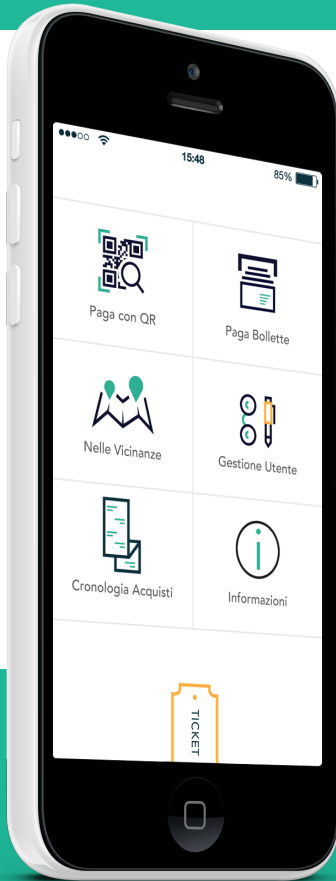 15:48
85%
Paga con QR
Paga Bollette
Nelle Vicinanze
Gestione Utente
Cronologia Acquisti
Informazioni
TICKET